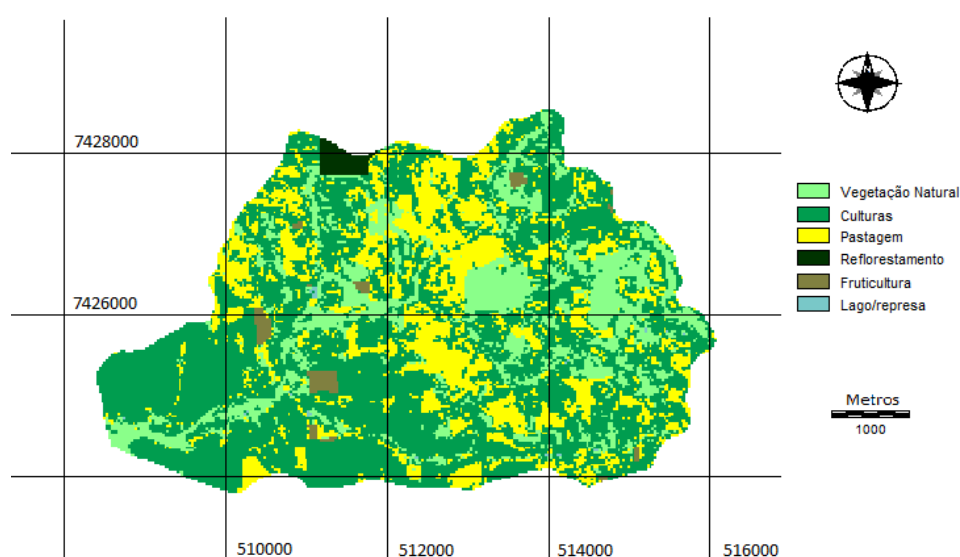 7428000
7426000
510000
512000
514000
516000
Vegetação Natural
Culturas
Pastagem
Reflorestamento
Fruticultura
Lago/represa
Metros
1000